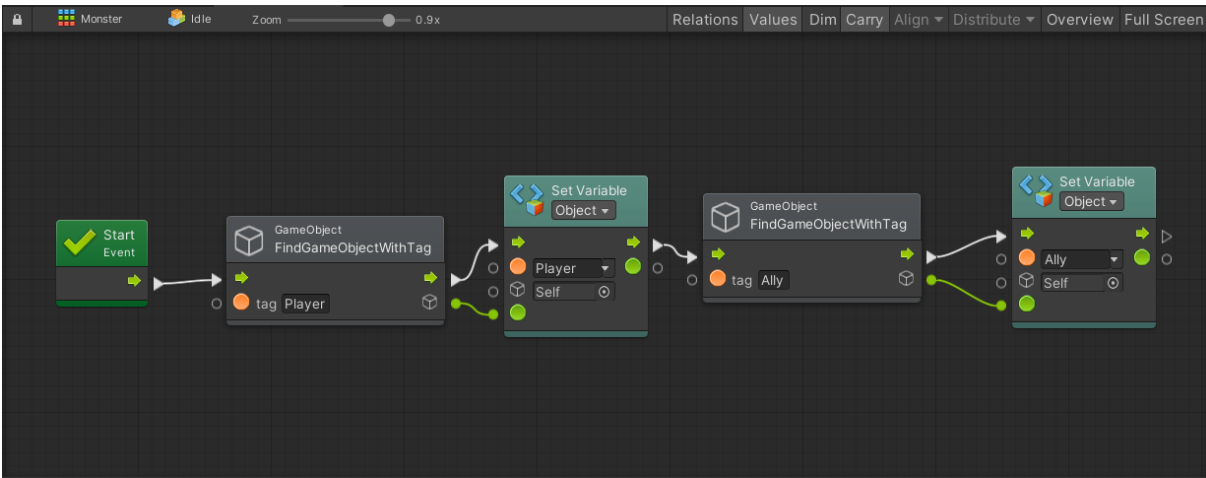 Monster Idle Zoom 0.9x Relations Values Dim Carry Align Distribute Overview Full Screen
Start
Event
GameObject
FindGameObjectWithTag
tag Player
Set Variable
Object
Player
Self
GameObject
FindGameObjectWithTag
tag Ally
Set Variable
Object
Ally
Self